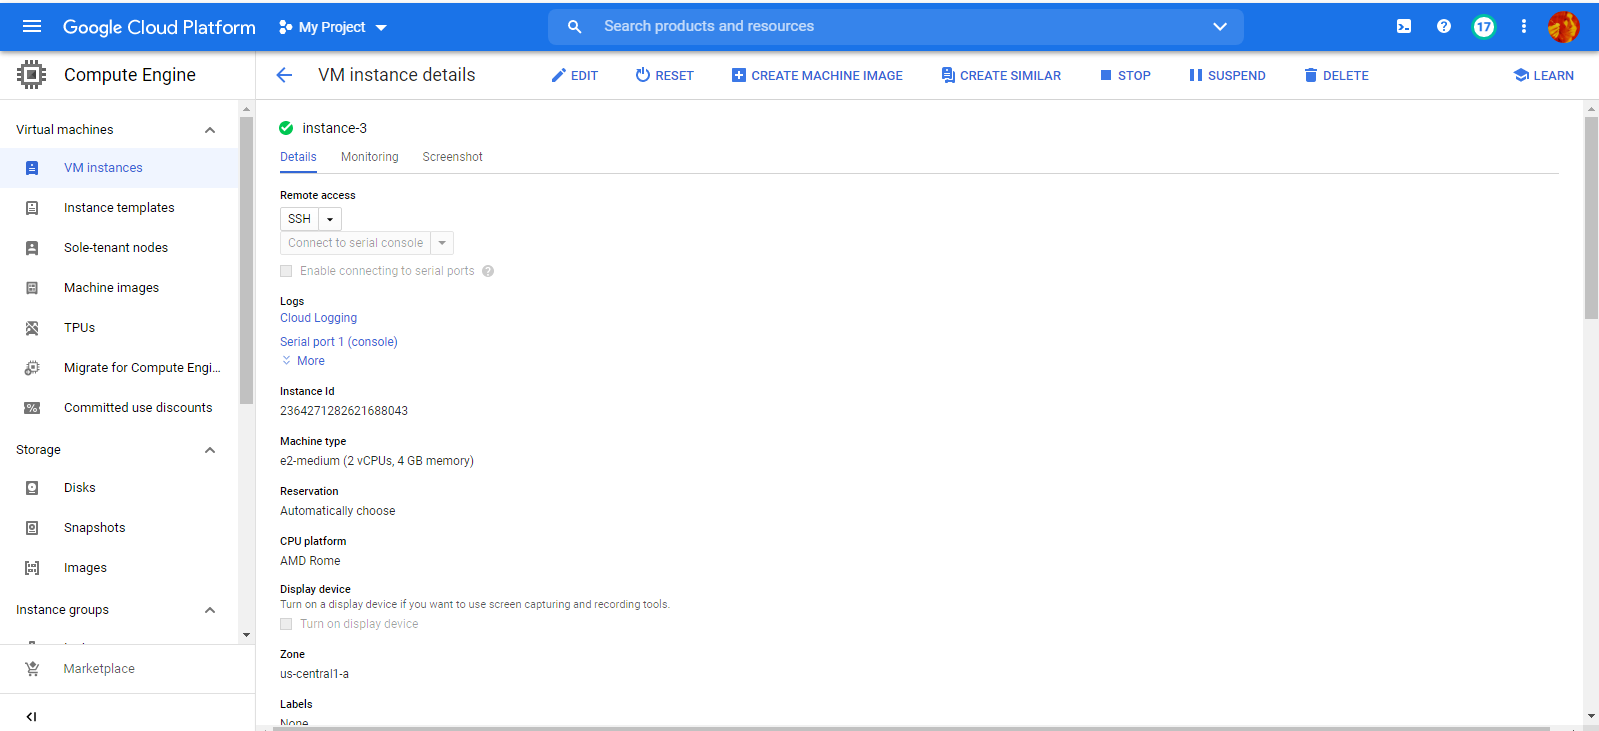 Google Cloud Platform
My Project
Search products and resources
17
Compute Engine
VM instance details
EDIT
RESET
CREATE MACHINE IMAGE
CREATE SIMILAR
STOP
SUSPEND
DELETE
LEARN
Virtual machines
VM instances
Instance templates
Sole-tenant nodes
Machine images
TPUs
Migrate for Compute Engi...
Committed use discounts
Storage
Disks
Snapshots
Images
Instance groups
Marketplace
instance-3
Details
Monitoring
Screenshot
Remote access
SSH
Connect to serial console
Enable connecting to serial ports
Logs
Cloud Logging
Serial port 1 (console)
More
Instance Id
2364271282621688043
Machine type
e2-medium (2 vCPUs, 4 GB memory)
Reservation
Automatically choose
CPU platform
AMD Rome
Display device
Turn on a display device if you want to use screen capturing and recording tools.
Turn on display device
Zone
us-central1-a
Labels
None